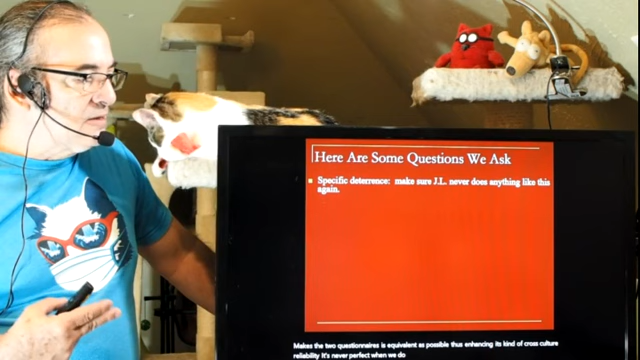 Here Are Some Questions We Ask
Specific deterrence: make sure J.L. never does anything like this
again.
Makes the two questionnaires is equivalent as possible thus enhancing its kind of cross culture
reliability It's never perfect when we do